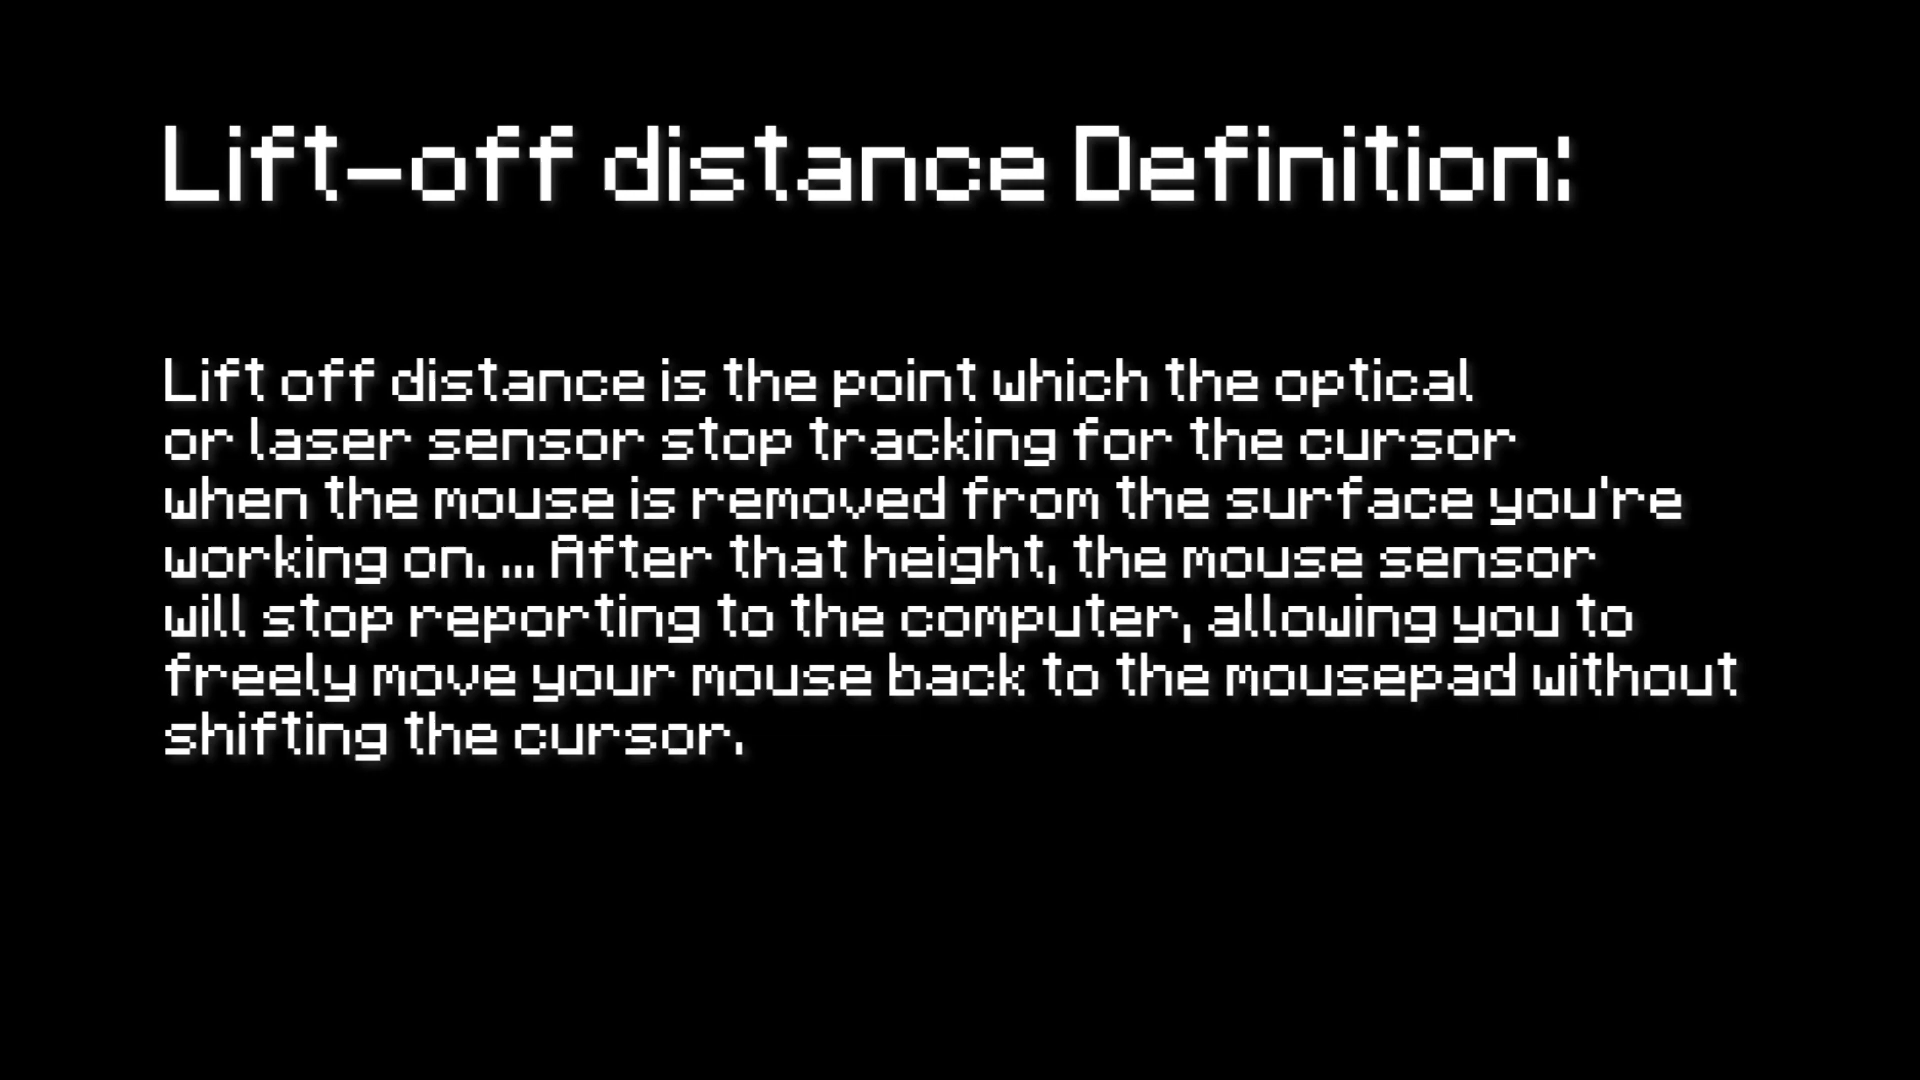 Lift-off distance Definition:
Lift off distance is the point which the optical
or laser sensor stop tracking for the cursor
when the mouse is removed from the surface you're
working on. ... After that height, the mouse sensor
will stop reporting to the computer, allowing you to
freely move your mouse back to the mousepad without
shifting the cursor.